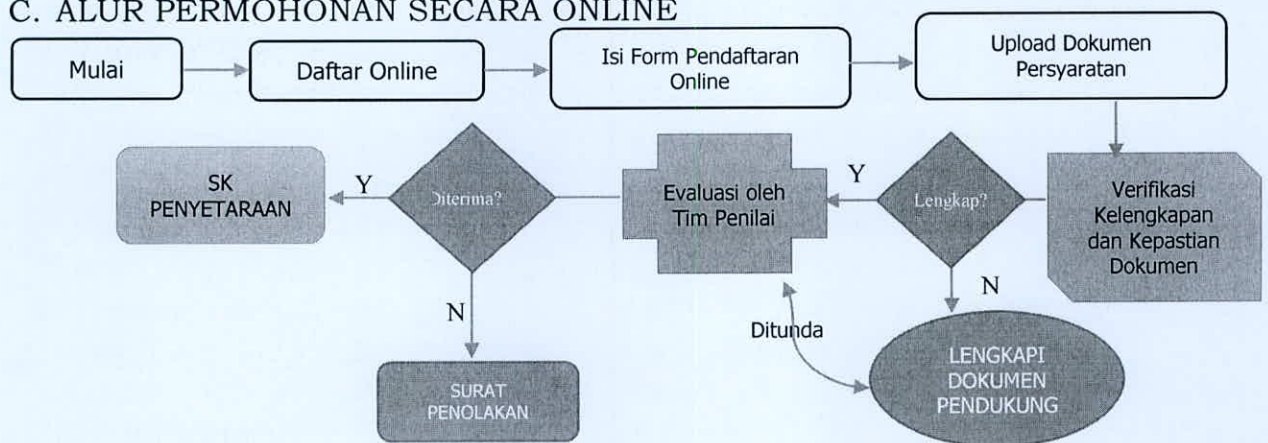 C. ALUR PERMOHONAN SECARA ONLINE
Mulai
Daftar Online
Isi Form Pendaftaran
Online
Upload Dokumen
Persyaratan
Verifikasi
Kelengkapan
dan Kepastian
Dokumen
Lengkap?
Y
N
Evaluasi oleh
Tim Penilai
Diterima?
Y
N
SK
PENYETARAAN
SURAT
PENOLAKAN
Ditunda
LENGKAPI
DOKUMEN
PENDUKUNG